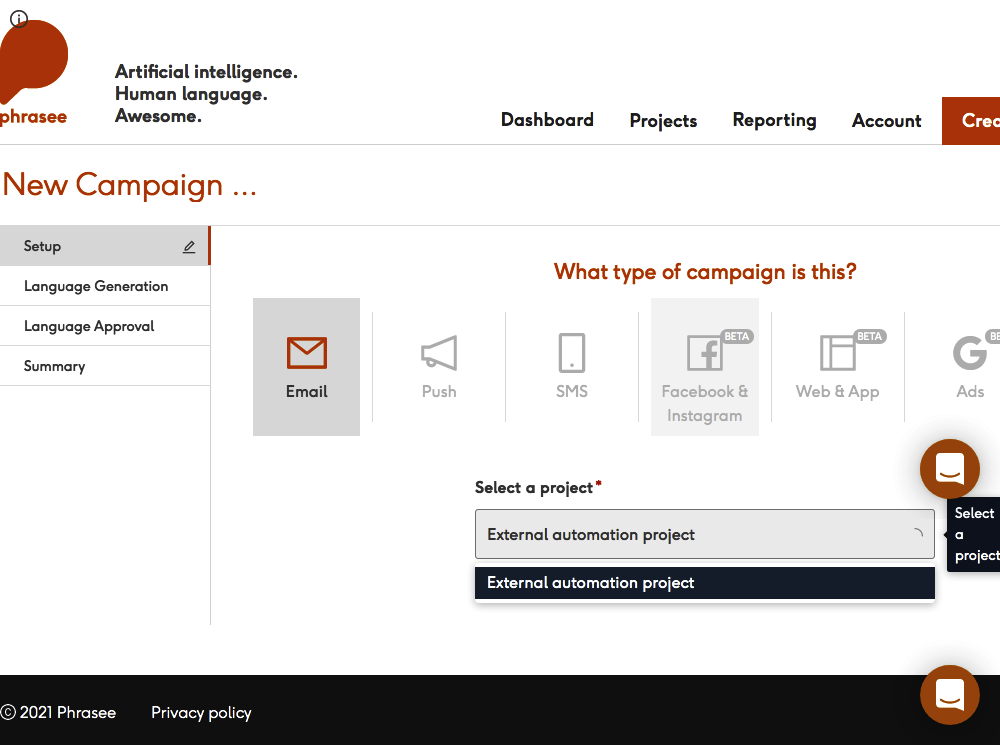 phrasee
Artificial intelligence.
Human language.
Awesome.
Dashboard Projects Reporting Account
New Campaign ...
Setup
Language Generation
Language Approval
Summary
What type of campaign is this?
Email
Push
SMS
BETA
Facebook &
Instagram
BETA
Web & App
Ads
Select a project*
External automation project
External automation project
Select
a
project
© 2021 Phrasee Privacy policy